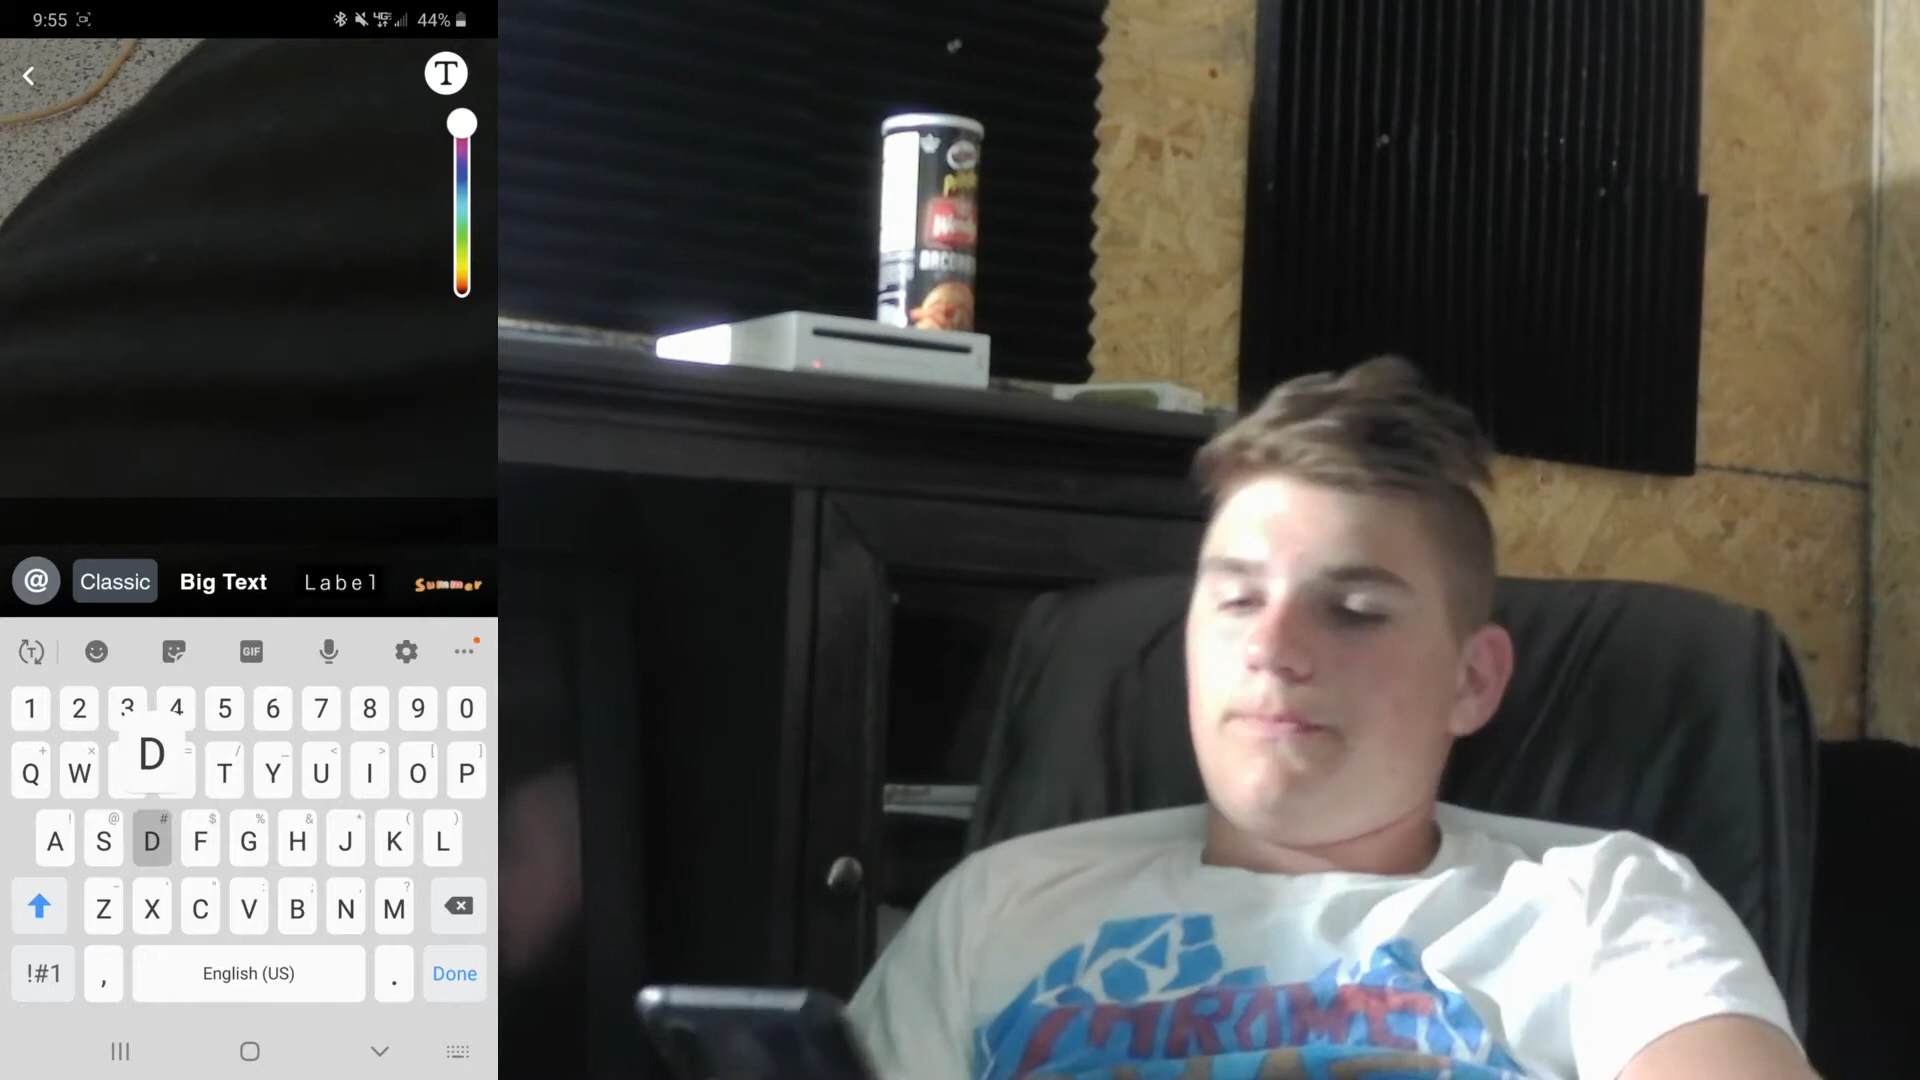 9:55
44%
T
@ Classic Big Text Label Summer
GIF
1 2 3 4 5 6 7 8 9 0
+ × = / _ < > [ ]
Q W D T Y U I O P
! @ # $ % & * ( )
A S D F G H J K L
- ' " : ; , ?
Z X C V B N M
!#1 , English (US) . Done